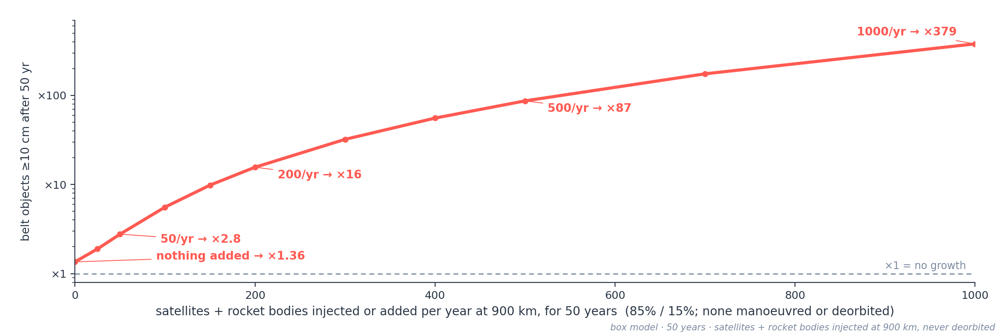 belt objects ≥10 cm after 50 yr
×100
×10
×1
1000/yr → ×379
500/yr → ×87
200/yr → ×16
50/yr → ×2.8
nothing added → ×1.36
×1 = no growth
0 200 400 600 800 1000
satellites + rocket bodies injected or added per year at 900 km, for 50 years (85% / 15%; none manoeuvred or deorbited)
box model · 50 years · satellites + rocket bodies injected at 900 km, never deorbited